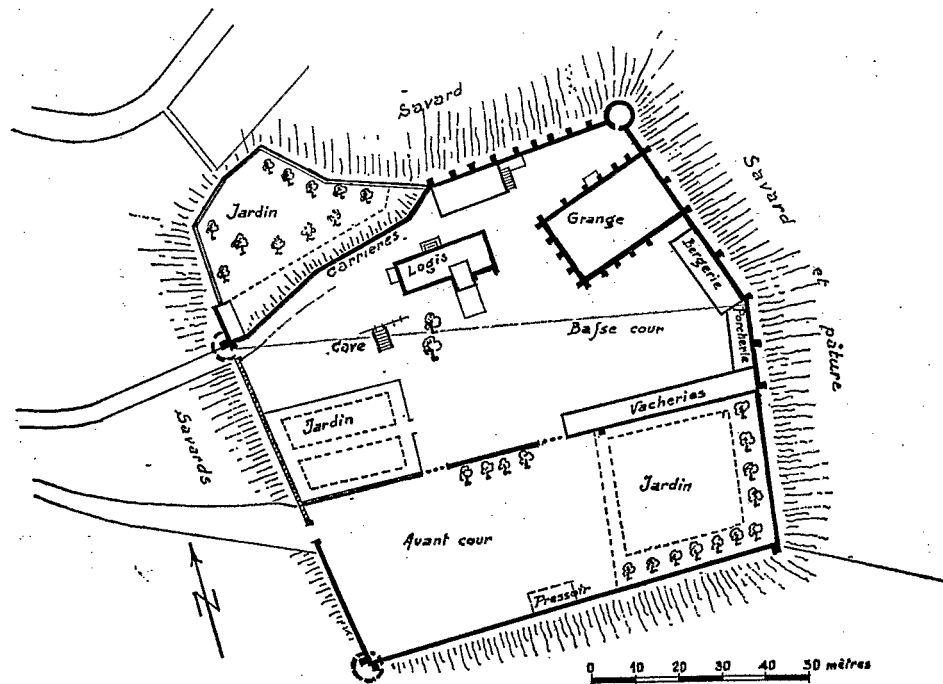 Savard
Jardin
Carrières
Grange
Savard
et
pâture
Logis
Bergerie
Porcherie
Cave
Basse cour
Savards
Jardin
Vacheries
Jardin
Avant cour
Pressoir
N
0 10 20 30 40 50 mètres